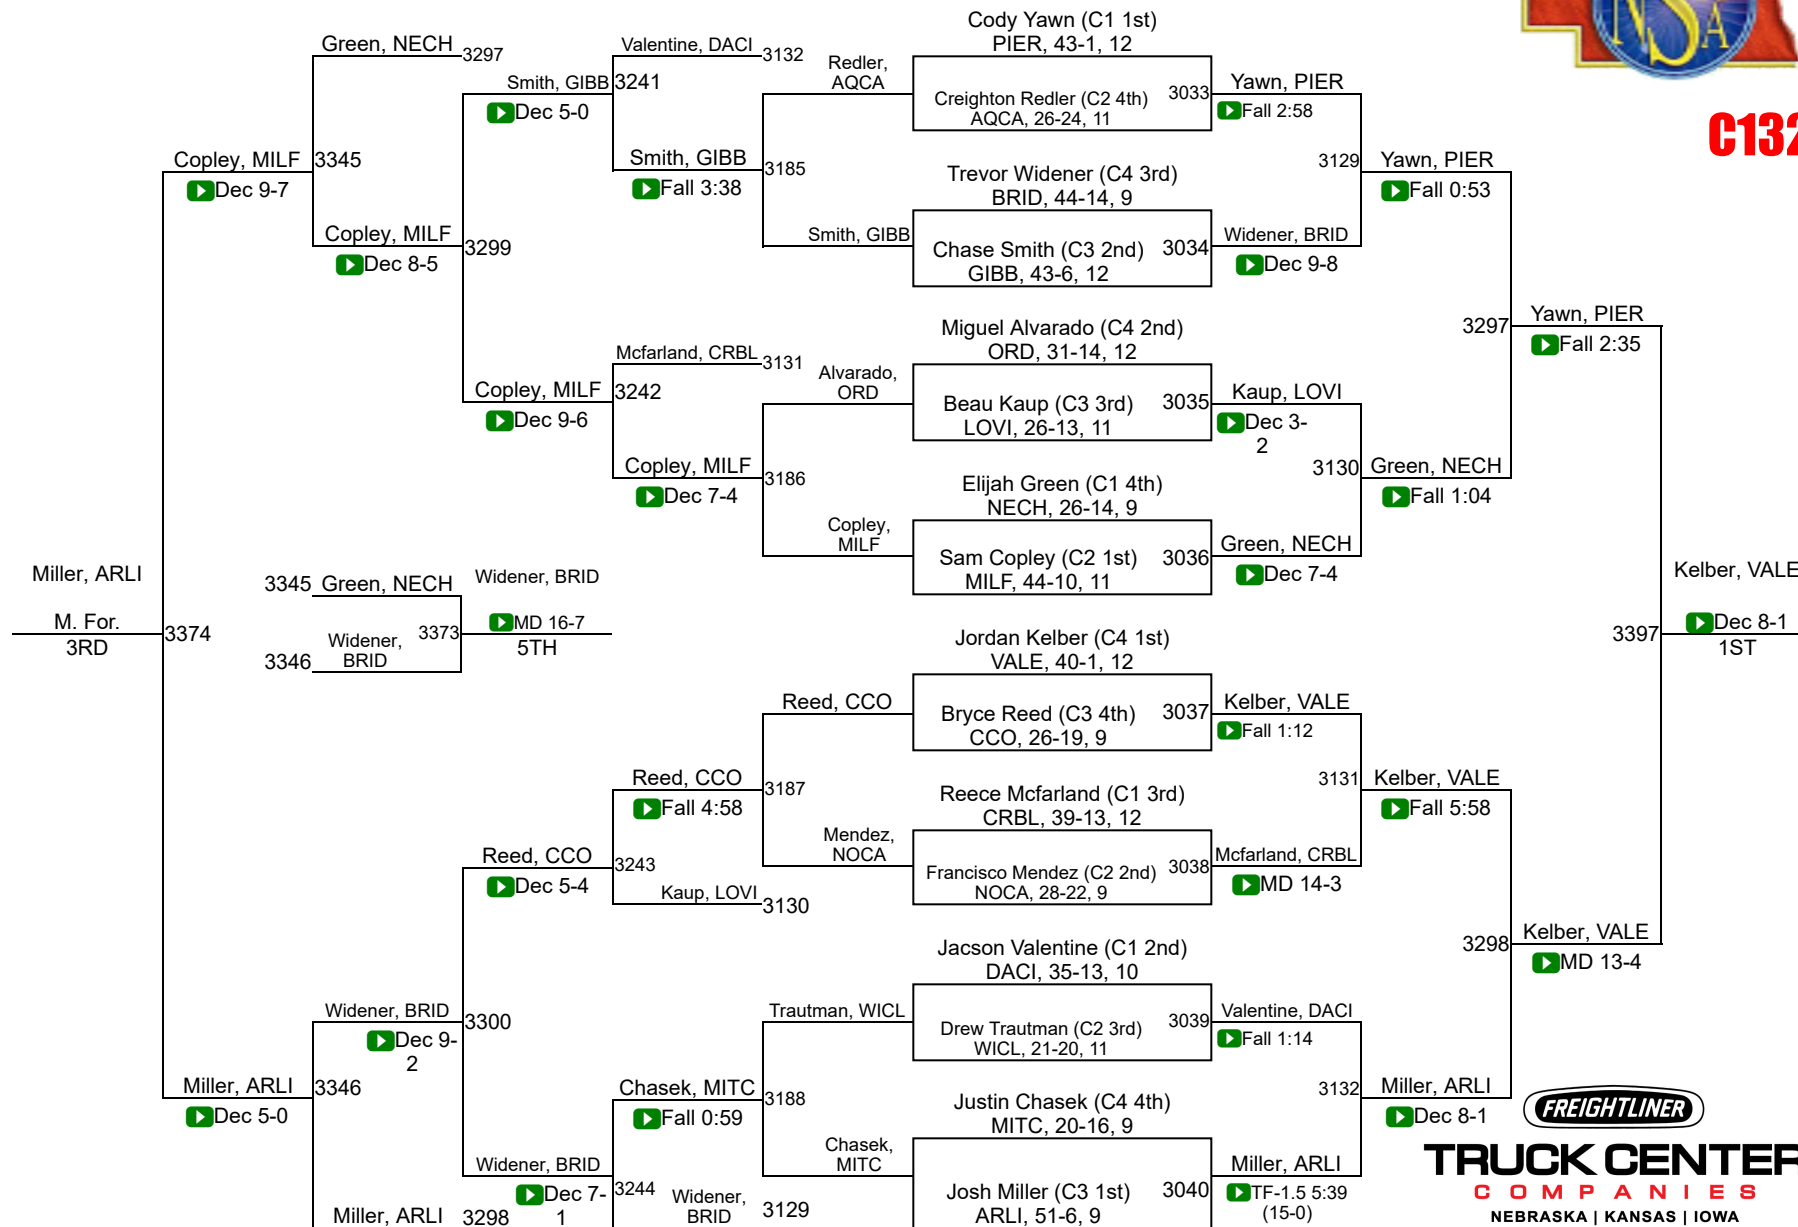 Cody Yawn (C1 1st)
PIER, 43-1, 12
Green, NECH
3297
Valentine, DACI
3132
Redler,
AQCA
Smith, GIBB
3241
Dec 5-0
Creighton Redler (C2 4th)
AQCA, 26-24, 11
3033
Yawn, PIER
Fall 2:58
NSA
C132
Copley, MILF
3345
Dec 9-7
Smith, GIBB
Fall 3:38
3185
Trevor Widener (C4 3rd)
BRID, 44-14, 9
3129
Yawn, PIER
Fall 0:53
Copley, MILF
Dec 8-5
3299
Smith, GIBB
Chase Smith (C3 2nd)
GIBB, 43-6, 12
3034
Widener, BRID
Dec 9-8
Miguel Alvarado (C4 2nd)
ORD, 31-14, 12
3297
Yawn, PIER
Fall 2:35
Mcfarland, CRBL
3131
Alvarado,
ORD
Copley, MILF
3242
Dec 9-6
Beau Kaup (C3 3rd)
LOVI, 26-13, 11
3035
Kaup, LOVI
Dec 3-
2
Copley, MILF
Dec 7-4
3186
Elijah Green (C1 4th)
NECH, 26-14, 9
3130
Green, NECH
Fall 1:04
Copley,
MILF
Sam Copley (C2 1st)
MILF, 44-10, 11
3036
Green, NECH
Dec 7-4
Miller, ARLI
M. For.
3RD
3374
3345
Green, NECH
Widener, BRID
Widener,
BRID
3346
3373
MD 16-7
5TH
Kelber, VALE
3397
Dec 8-1
1ST
Jordan Kelber (C4 1st)
VALE, 40-1, 12
Reed, CCO
Bryce Reed (C3 4th)
CCO, 26-19, 9
3037
Kelber, VALE
Fall 1:12
Reed, CCO
Fall 4:58
3187
Reece Mcfarland (C1 3rd)
CRBL, 39-13, 12
3131
Kelber, VALE
Fall 5:58
Mendez,
NOCA
Reed, CCO
Dec 5-4
3243
Kaup, LOVI
3130
Francisco Mendez (C2 2nd)
NOCA, 28-22, 9
3038
Mcfarland, CRBL
MD 14-3
Jacson Valentine (C1 2nd)
DACI, 35-13, 10
3298
Kelber, VALE
MD 13-4
Widener, BRID
Dec 9-
2
3300
Trautman, WICL
Drew Trautman (C2 3rd)
WICL, 21-20, 11
3039
Valentine, DACI
Fall 1:14
Miller, ARLI
Dec 5-0
3346
Chasek, MITC
Fall 0:59
3188
Justin Chasek (C4 4th)
MITC, 20-16, 9
3132
Miller, ARLI
Dec 8-1
Chasek,
MITC
Widener, BRID
Dec 7-
1
3244
Widener,
BRID
3129
Josh Miller (C3 1st)
ARLI, 51-6, 9
3040
Miller, ARLI
TF-1.5 5:39
(15-0)
Miller, ARLI
3298
FREIGHTLINER
TRUCK CENTER
COMPANIES
NEBRASKA | KANSAS | IOWA